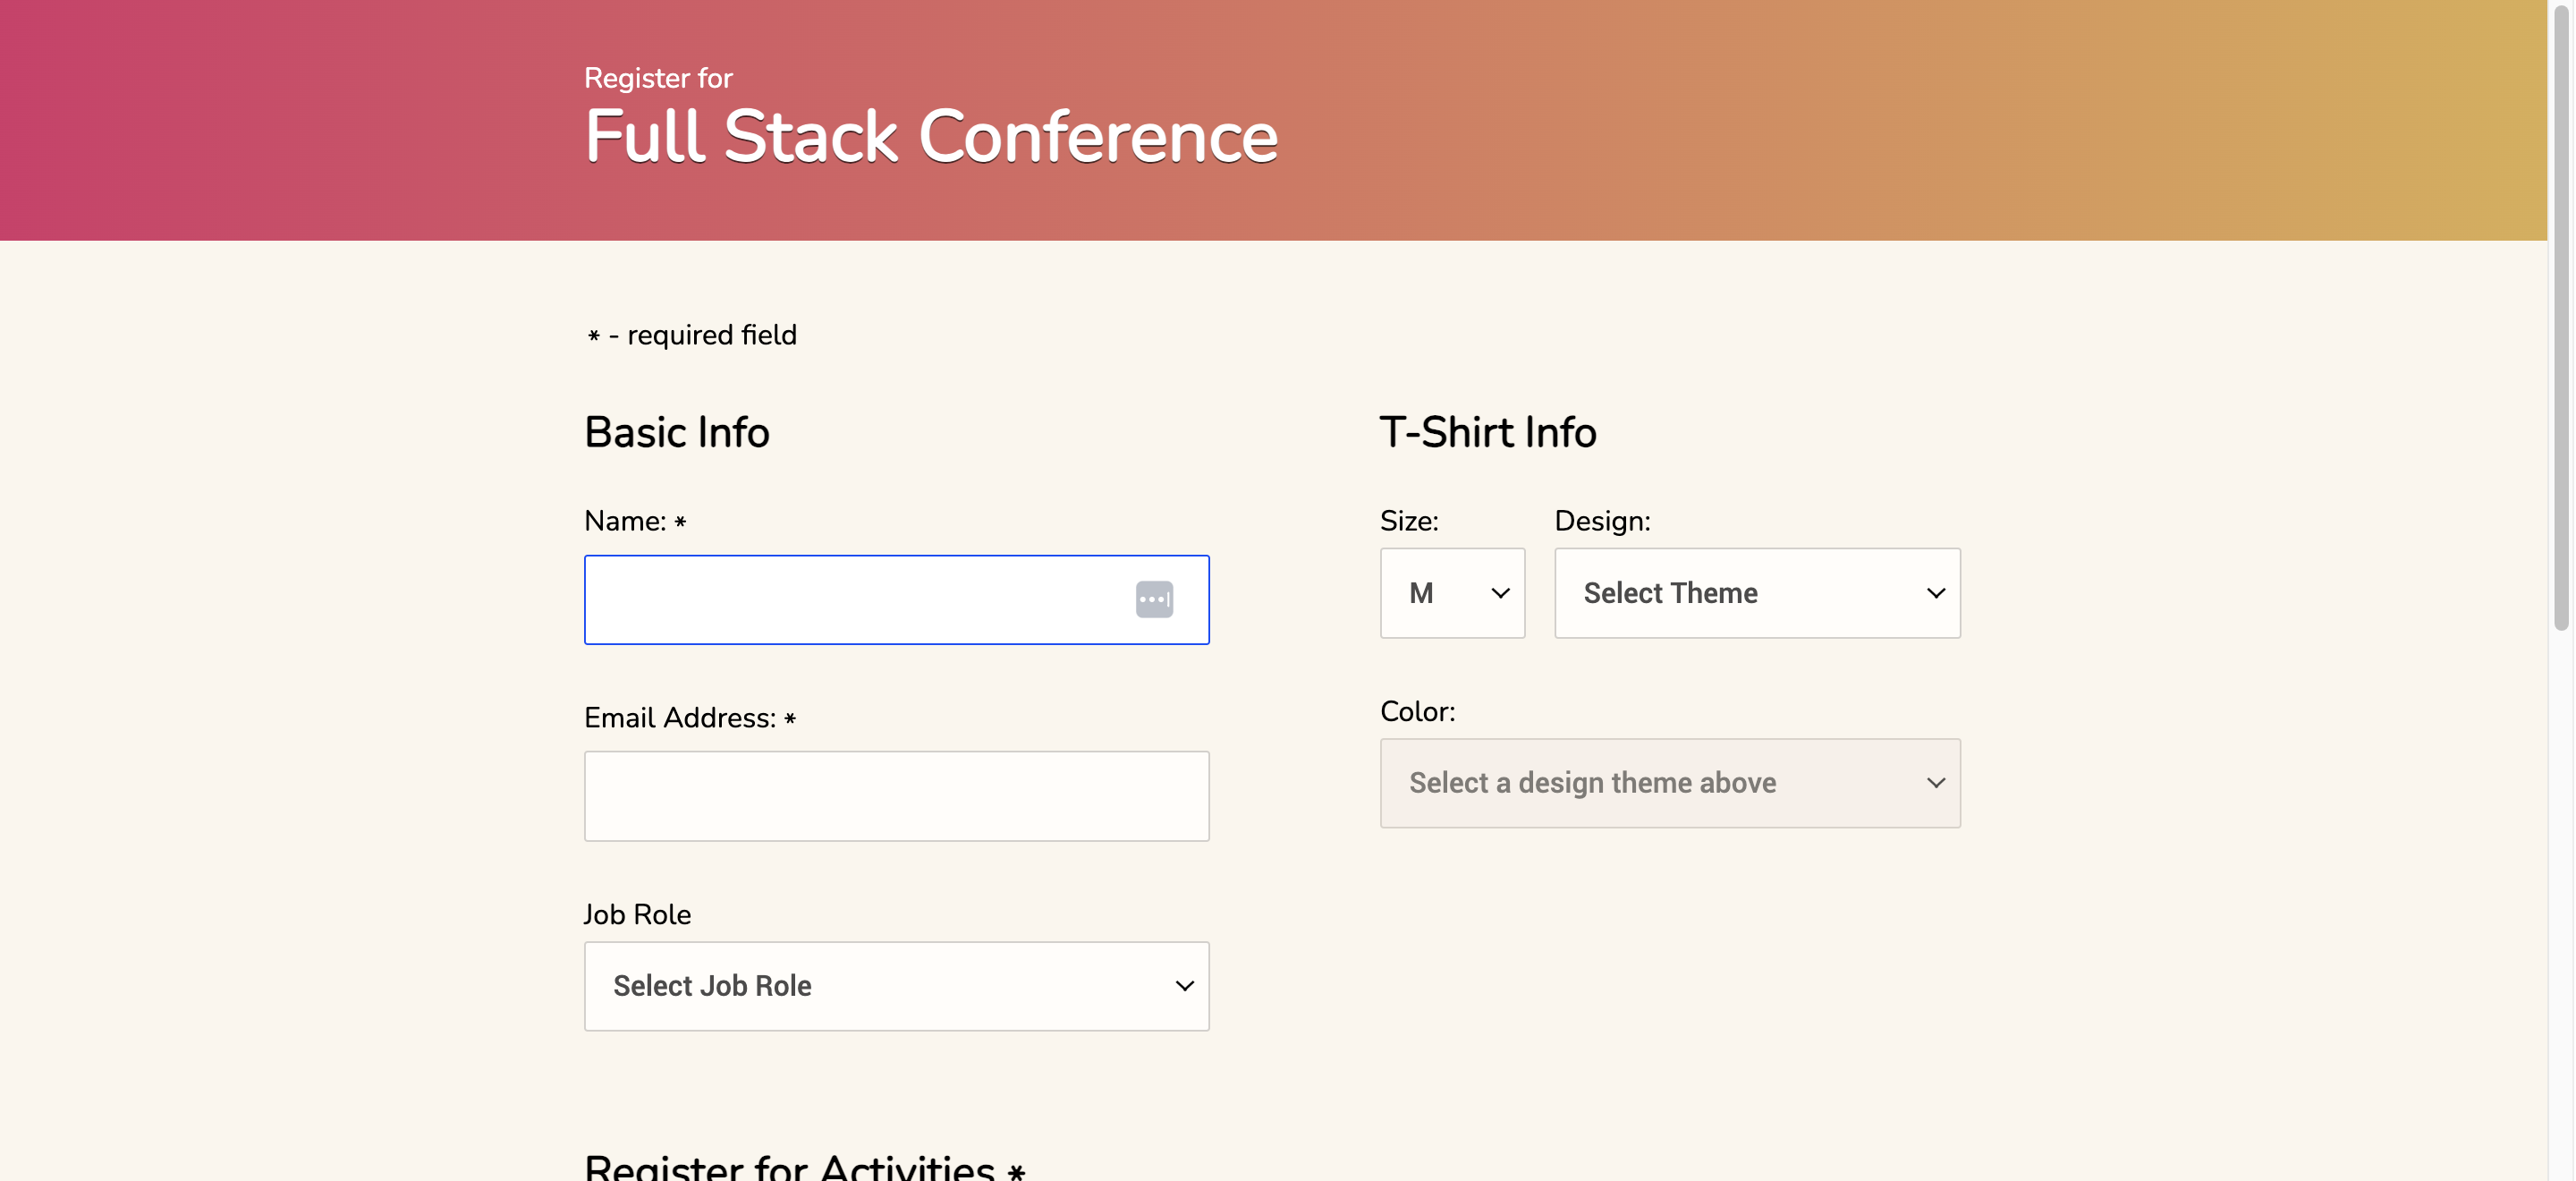 Register for
Full Stack Conference
* - required field
Basic Info
Name: *
Email Address: *
Job Role
Select Job Role
T-Shirt Info
Size:
Design:
M
Select Theme
Color:
Select a design theme above
Register for Activities *